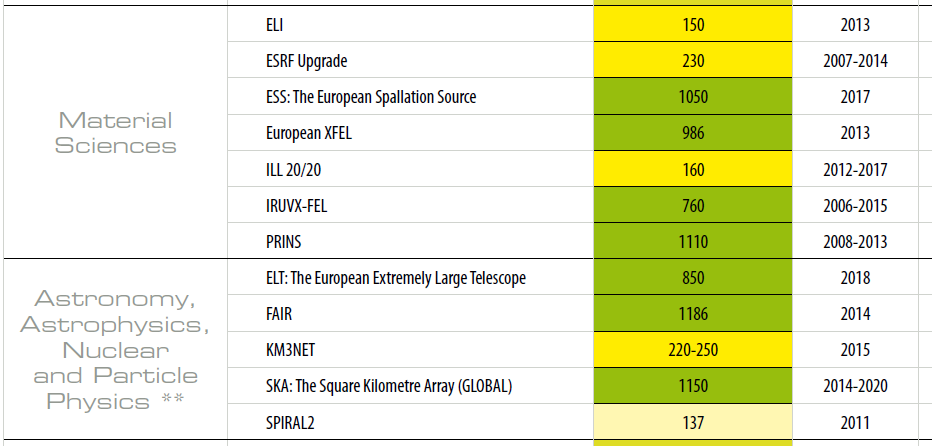 Material
Sciences
ELI 150 2013
ESRF Upgrade 230 2007-2014
ESS: The European Spallation Source 1050 2017
European XFEL 986 2013
ILL 20/20 160 2012-2017
IRUVX-FEL 760 2006-2015
PRINS 1110 2008-2013
Astronomy,
Astrophysics,
Nuclear
and Particle
Physics **
ELT: The European Extremely Large Telescope 850 2018
FAIR 1186 2014
KM3NET 220-250 2015
SKA: The Square Kilometre Array (GLOBAL) 1150 2014-2020
SPIRAL2 137 2011